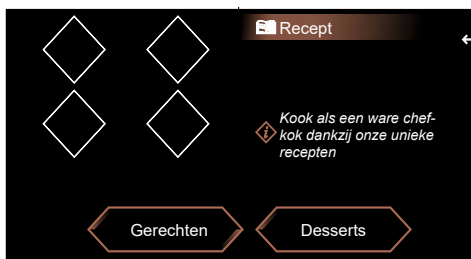 Recept
Kook als een ware chef-
kok dankzij onze unieke
recepten
Gerechten
Desserts